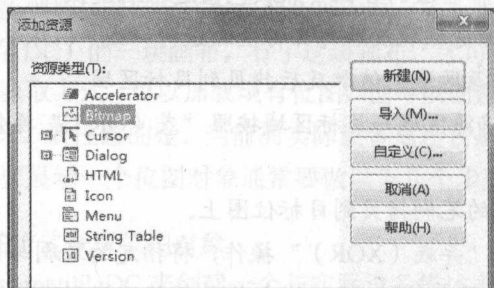 添加资源
资源类型(T):
Accelerator
Bitmap
Cursor
Dialog
HTML
Icon
Menu
String Table
Version
新建(N)
导入(M)...
自定义(C)...
取消(A)
帮助(H)